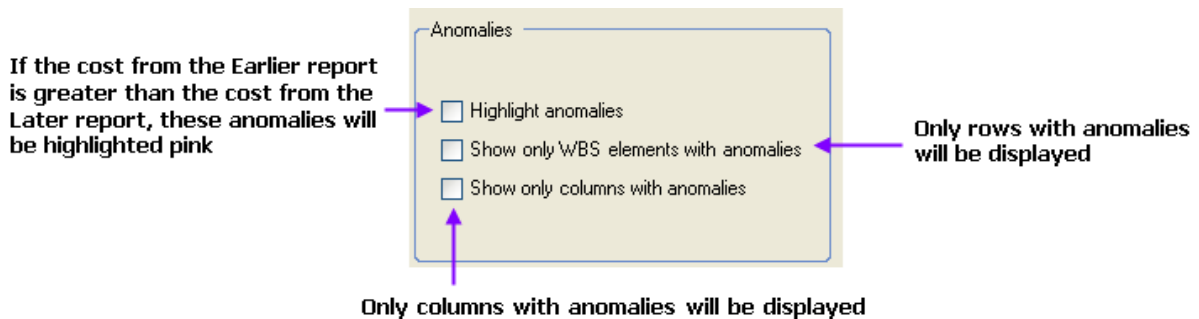 Anomalies
If the cost from the Earlier report
is greater than the cost from the
Later report, these anomalies will
be highlighted pink
Highlight anomalies
Show only WBS elements with anomalies
Show only columns with anomalies
Only rows with anomalies
will be displayed
Only columns with anomalies will be displayed